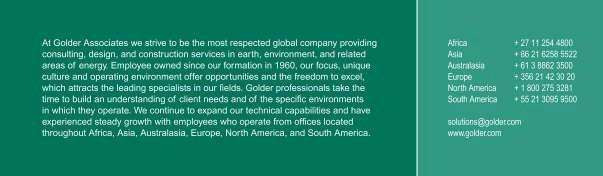 At Golder Associates we strive to be the most respected global company providing
consulting, design, and construction services in earth, environment, and related
areas of energy. Employee owned since our formation in 1960, our focus, unique
culture and operating environment offer opportunities and the freedom to excel,
which attracts the leading specialists in our fields. Golder professionals take the
time to build an understanding of client needs and of the specific environments
in which they operate. We continue to expand our technical capabilities and have
experienced steady growth with employees who operate from offices located
throughout Africa, Asia, Australasia, Europe, North America, and South America.
Africa + 27 11 254 4800
Asia + 86 21 6258 5522
Australasia + 61 3 8862 3500
Europe + 356 21 42 30 20
North America + 1 800 275 3281
South America + 55 21 3095 9500
solutions@golder.com
www.golder.com